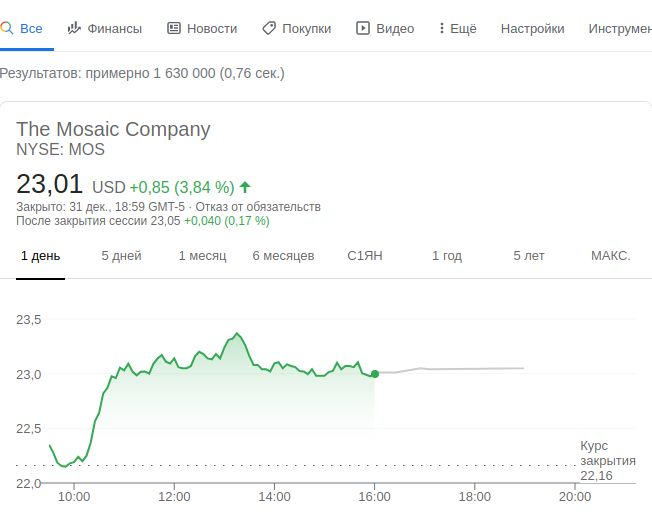 Все Финансы Новости Покупки Видео Ещё Настройки Инструмен
Результатов: примерно 1 630 000 (0,76 сек.)
The Mosaic Company
NYSE: MOS
23,01 USD +0,85 (3,84 %)
Закрыто: 31 дек., 18:59 GMT-5 · Отказ от обязательств
После закрытия сессии 23,05 +0,040 (0,17 %)
1 день 5 дней 1 месяц 6 месяцев С1ЯН 1 год 5 лет МАКС.
23,5
23,0
22,5
Курс
закрытия
22,16
22,0
10:00 12:00 14:00 16:00 18:00 20:00